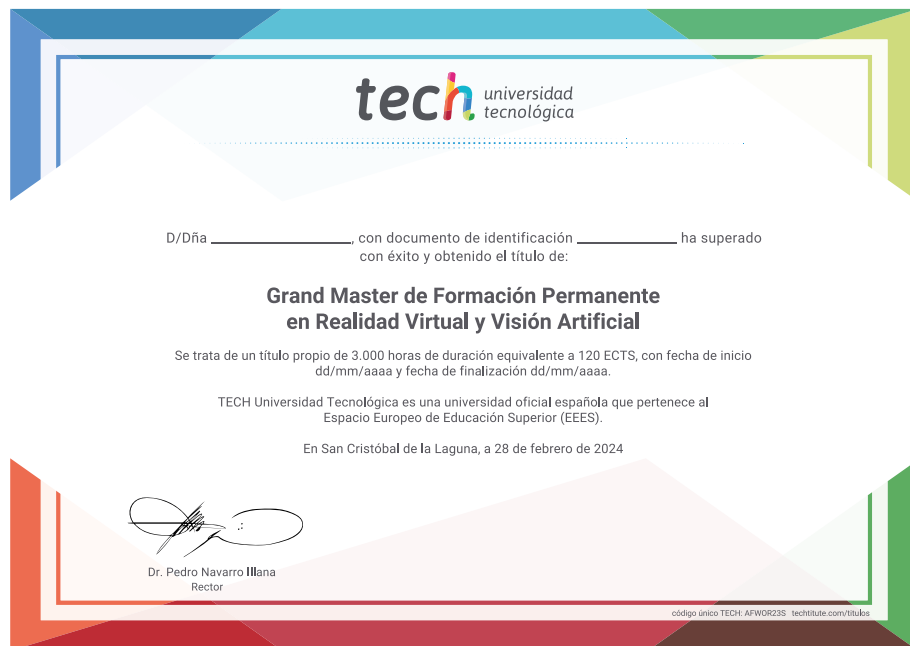 tech universidad
tecnológica
D/Dña ____________, con documento de identificación __________ ha superado
con éxito y obtenido el título de:
Grand Master de Formación Permanente
en Realidad Virtual y Visión Artificial
Se trata de un título propio de 3.000 horas de duración equivalente a 120 ECTS, con fecha de inicio
dd/mm/aaaa y fecha de finalización dd/mm/aaaa.
TECH Universidad Tecnológica es una universidad oficial española que pertenece al
Espacio Europeo de Educación Superior (EEES).
En San Cristóbal de la Laguna, a 28 de febrero de 2024
Dr. Pedro Navarro Illana
Rector
código único TECH: AFWOR23S techtitute.com/titulos